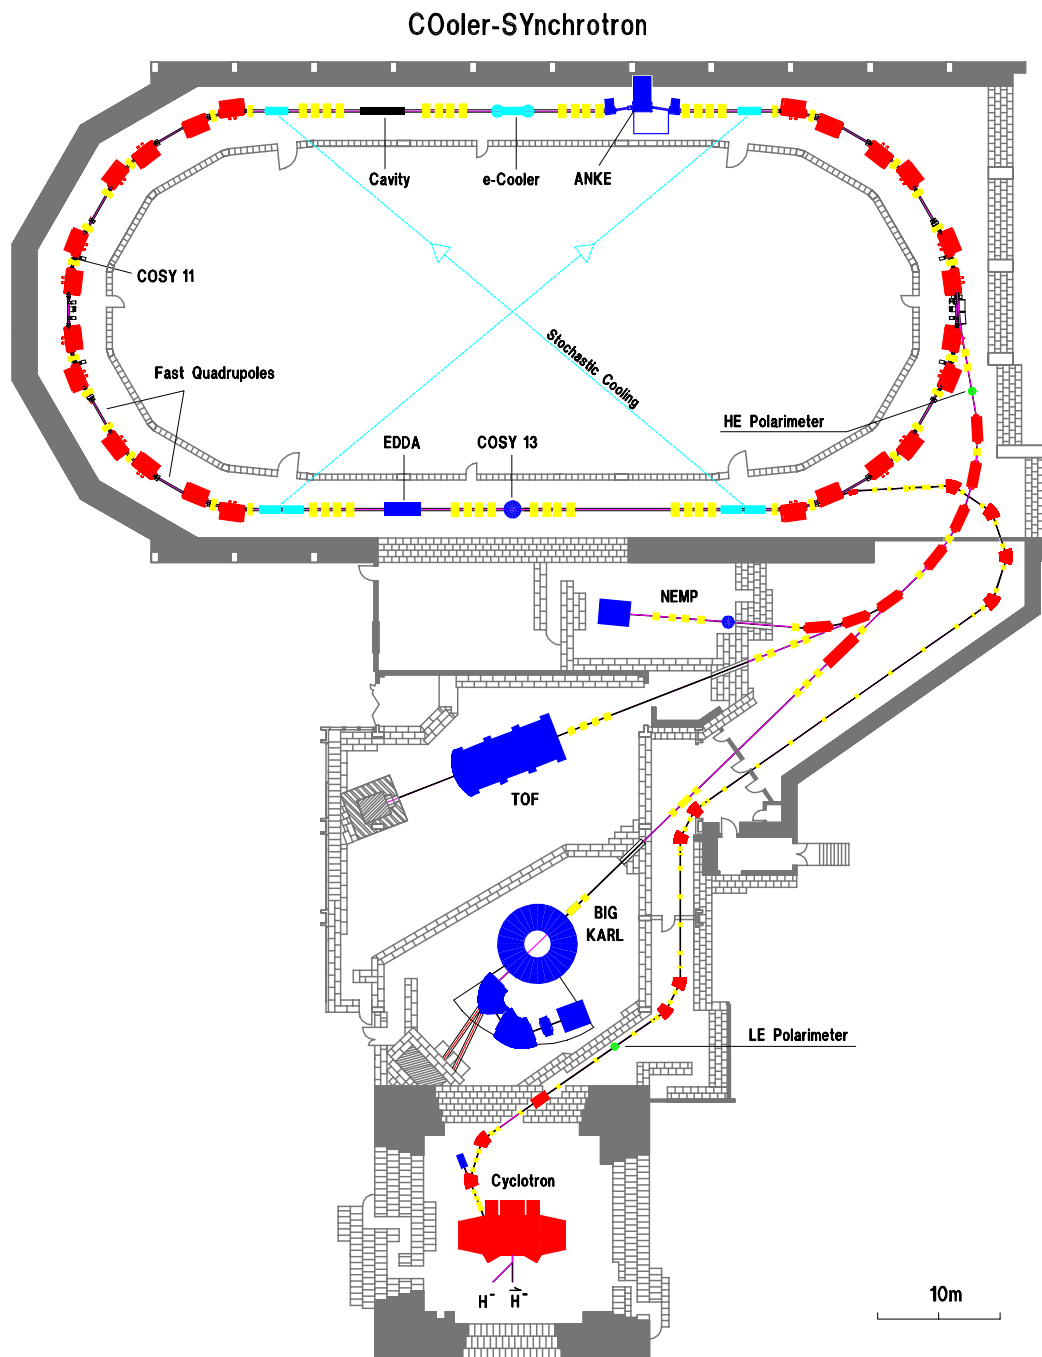 COoler-SYnchrotron
Cavity
e-Cooler
ANKE
COSY 11
Stochastic Cooling
Fast Quadrupoles
HE Polarimeter
EDDA
COSY 13
NEMP
TOF
BIG
KARL
LE Polarimeter
Cyclotron
H⁻ H⃗⁻
10m